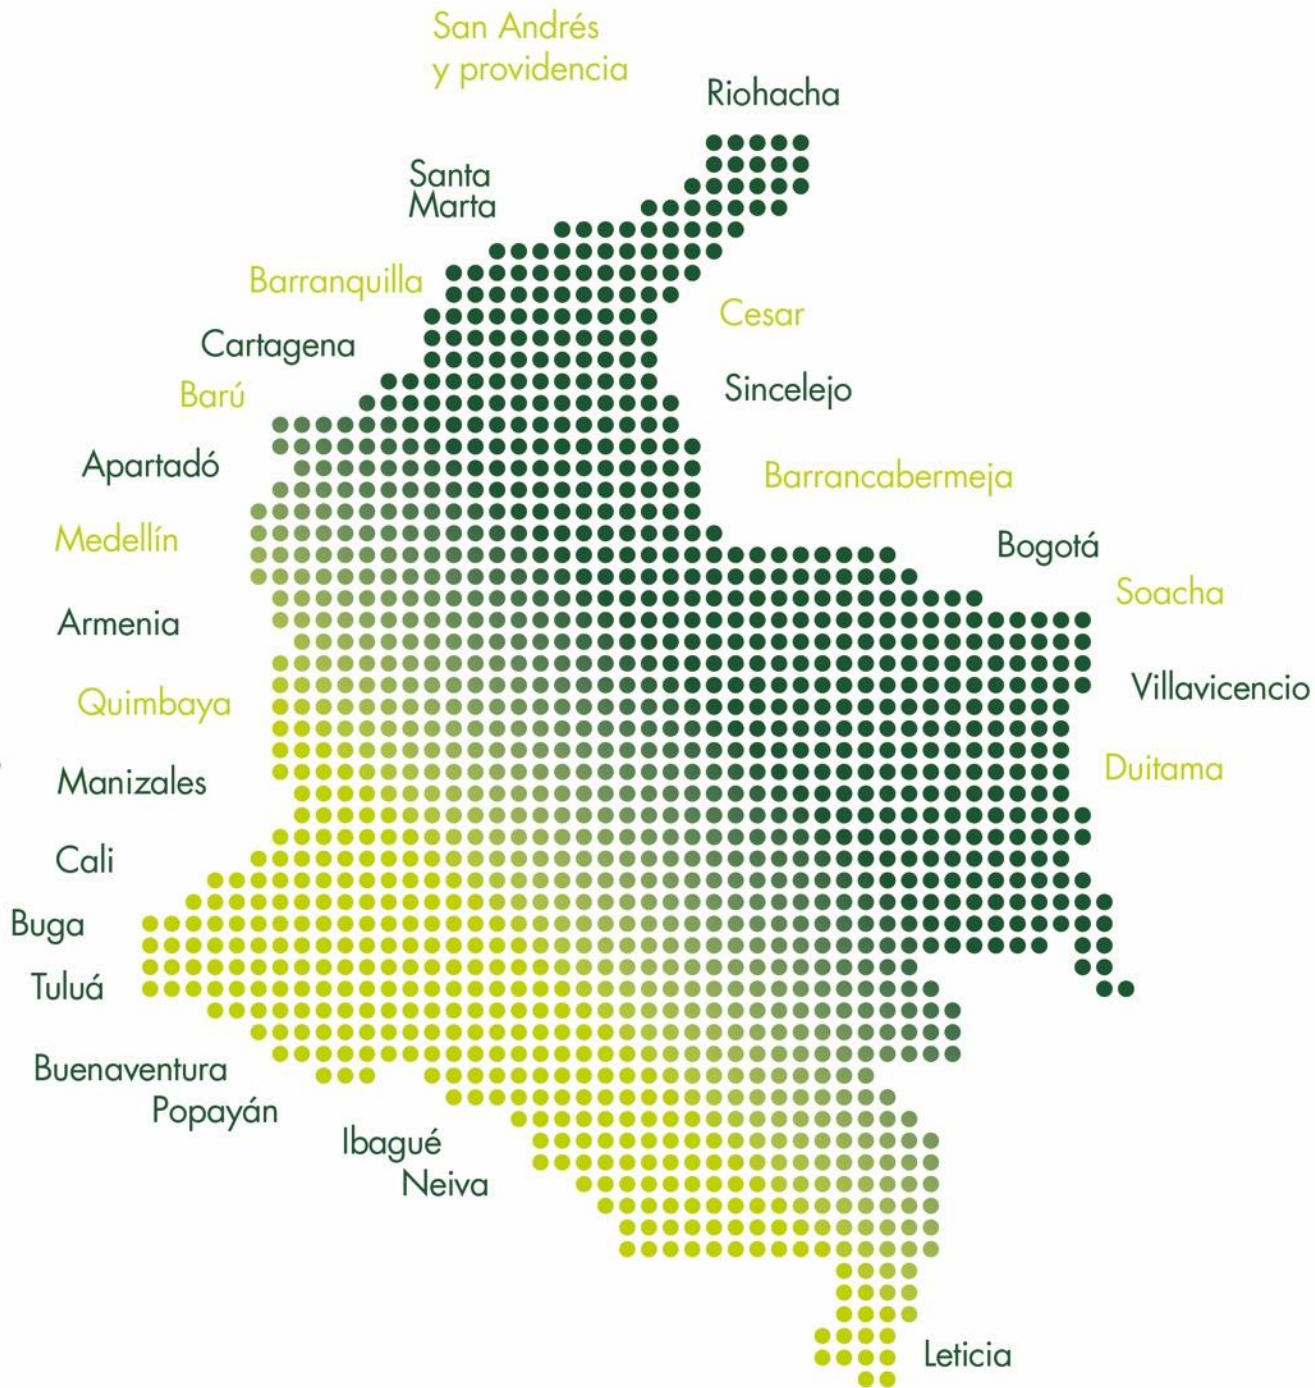 San Andrés
y providencia
Riohacha
Santa
Marta
Barranquilla
Cesar
Cartagena
Sincelejo
Barú
Apartadó
Barrancabermeja
Medellín
Bogotá
Soacha
Armenia
Villavicencio
Quimbaya
Duitama
Manizales
Cali
Buga
Tuluá
Buenaventura
Popayán
Ibagué
Neiva
Leticia